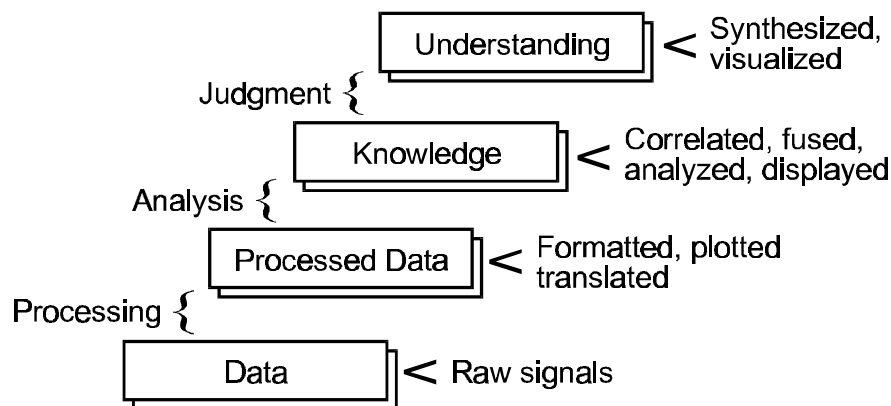 Understanding
Synthesized,
visualized
Judgment
Knowledge
Correlated, fused,
analyzed, displayed
Analysis
Processed Data
Formatted, plotted
translated
Processing
Data
Raw signals